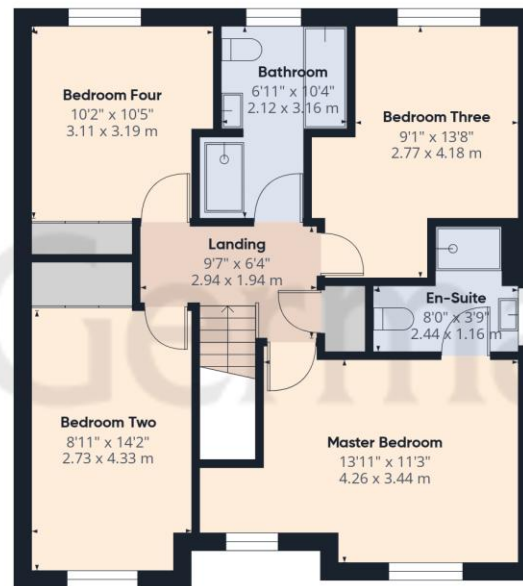 Bedroom Four
10'2" x 10'5"
3.11 x 3.19 m
Bathroom
6'11" x 10'4"
2.12 x 3.16 m
Bedroom Three
9'1" x 13'8"
2.77 x 4.18 m
Landing
9'7" x 6'4"
2.94 x 1.94 m
En-Suite
8'0" x 3'9"
2.44 x 1.16 m
Bedroom Two
8'11" x 14'2"
2.73 x 4.33 m
Master Bedroom
13'11" x 11'3"
4.26 x 3.44 m